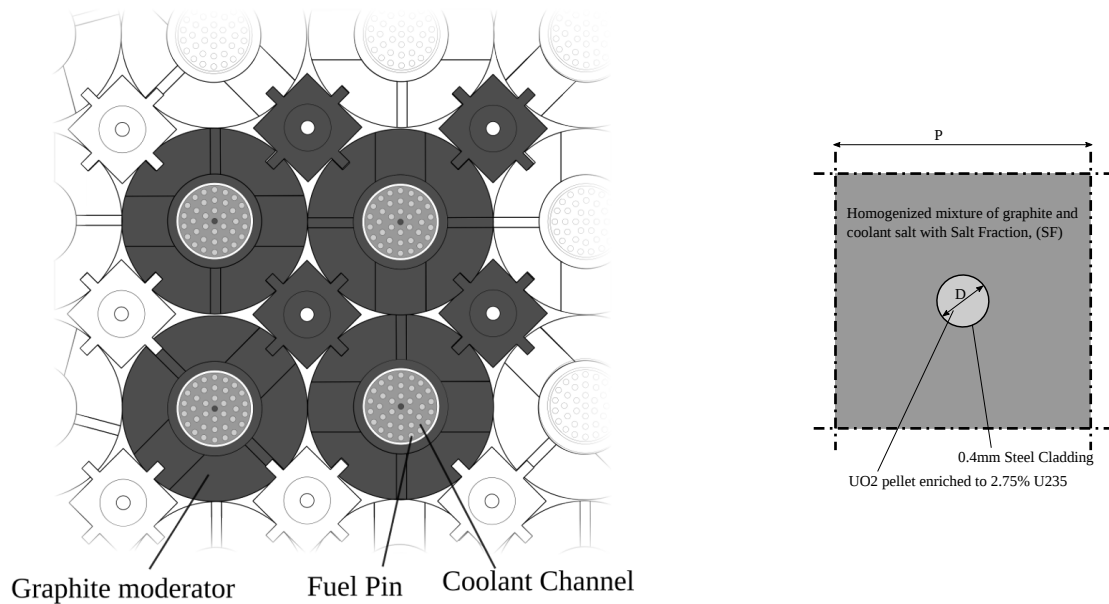 Graphite moderator
Fuel Pin
Coolant Channel
P
Homogenized mixture of graphite and
coolant salt with Salt Fraction, (SF)
D
0.4mm Steel Cladding
UO2 pellet enriched to 2.75% U235